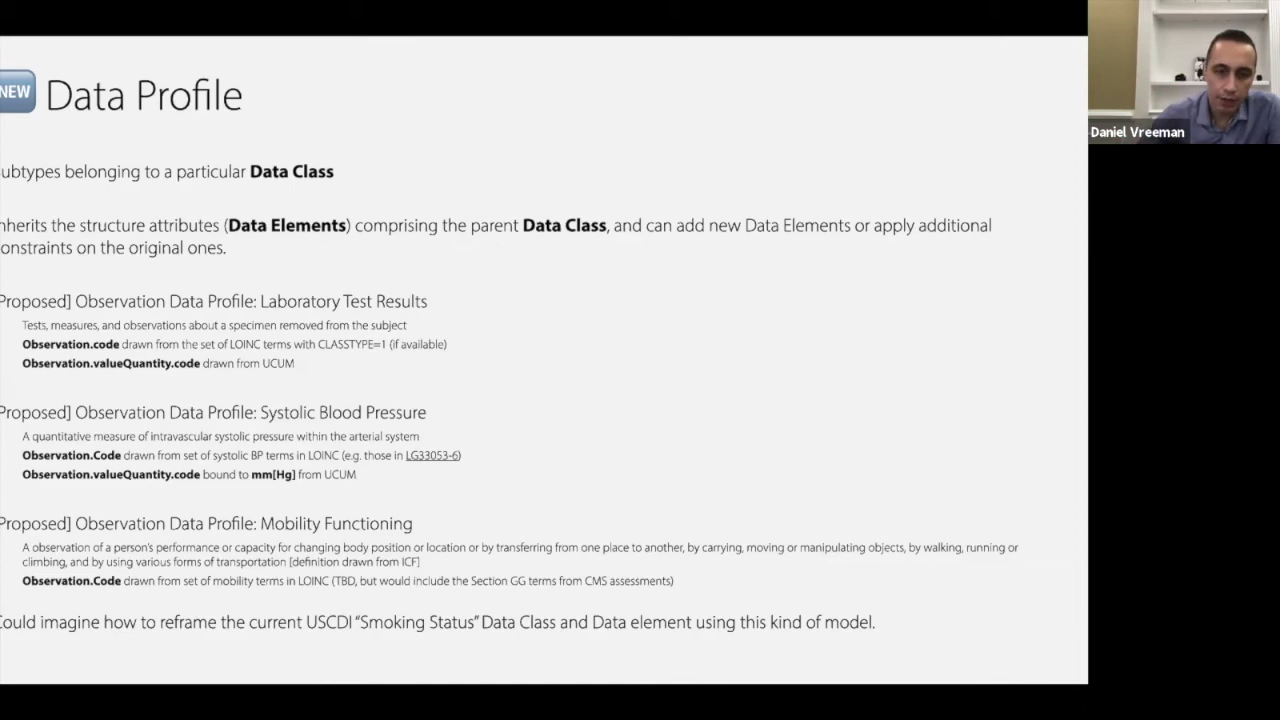 NEW Data Profile
Daniel Vreeman
ubtypes belonging to a particular Data Class
nherits the structure attributes (Data Elements) comprising the parent Data Class, and can add new Data Elements or apply additional
onstraints on the original ones.
Proposed] Observation Data Profile: Laboratory Test Results
Tests, measures, and observations about a specimen removed from the subject
Observation.code drawn from the set of LOINC terms with CLASSTYPE=1 (if available)
Observation.valueQuantity.code drawn from UCUM
Proposed] Observation Data Profile: Systolic Blood Pressure
A quantitative measure of intravascular systolic pressure within the arterial system
Observation.Code drawn from set of systolic BP terms in LOINC (e.g. those in LG33053-6)
Observation.valueQuantity.code bound to mm[Hg] from UCUM
Proposed] Observation Data Profile: Mobility Functioning
A observation of a person's performance or capacity for changing body position or location or by transferring from one place to another, by carrying, moving or manipulating objects, by walking, running or
climbing, and by using various forms of transportation [definition drawn from ICF]
Observation.Code drawn from set of mobility terms in LOINC (TBD, but would include the Section GG terms from CMS assessments)
Could imagine how to reframe the current USCDI "Smoking Status" Data Class and Data element using this kind of model.